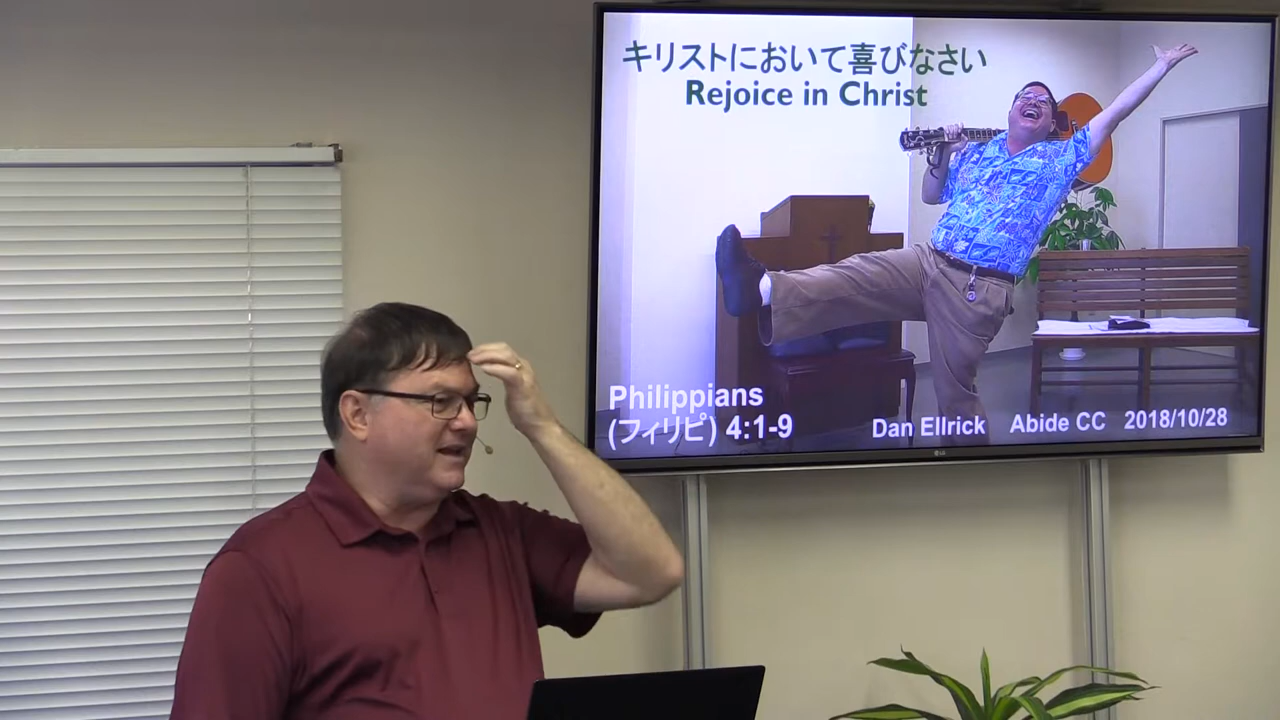 キリストにおいて喜びなさい
Rejoice in Christ
Philippians
(フィリピ) 4:1-9
Dan Ellrick Abide CC 2018/10/28
LG